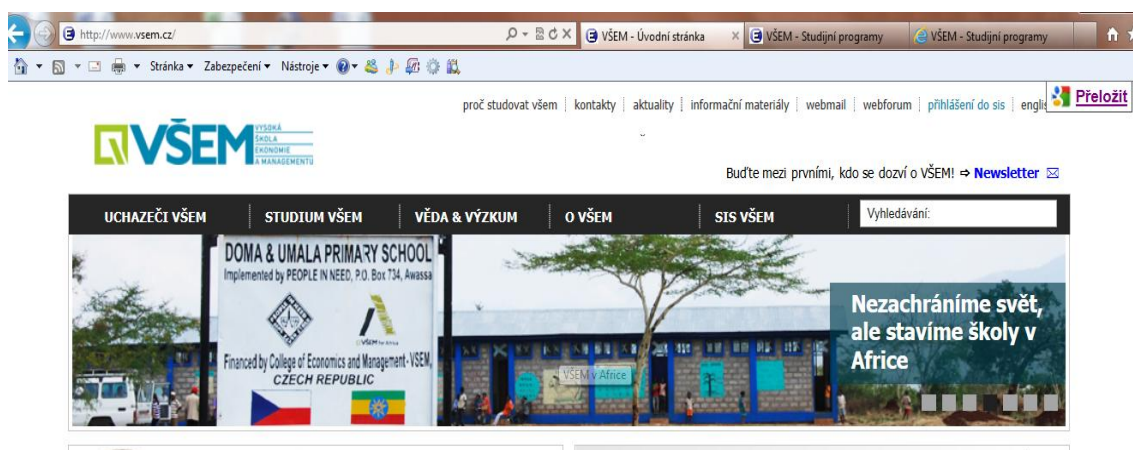 http://www.vsem.cz/
VŠEM - Úvodní stránka
VŠEM - Studijní programy
VŠEM - Studijní programy
Stránka Zabezpečení Nástroje
Přeložit
proč studovat všem kontakty aktuality informační materiály webmail webforum přihlášení do sis englis
VŠEM
VYSOKÁ
ŠKOLA
EKONOMIE
A MANAGEMENTU
Buďte mezi prvními, kdo se dozví o VŠEM! ⇨ Newsletter
UCHAZEČI VŠEM STUDIUM VŠEM VĚDA & VÝZKUM O VŠEM SIS VŠEM Vyhledávání:
DOMA & UMALA PRIMARY SCHOOL
Implemented by PEOPLE IN NEED, P.O. Box 734, Awassa
VŠEM for Africa
Financed by College of Economics and Management - VSEM,
CZECH REPUBLIC
VŠEM v Africe
Nezachráníme svět,
ale stavíme školy v
Africe